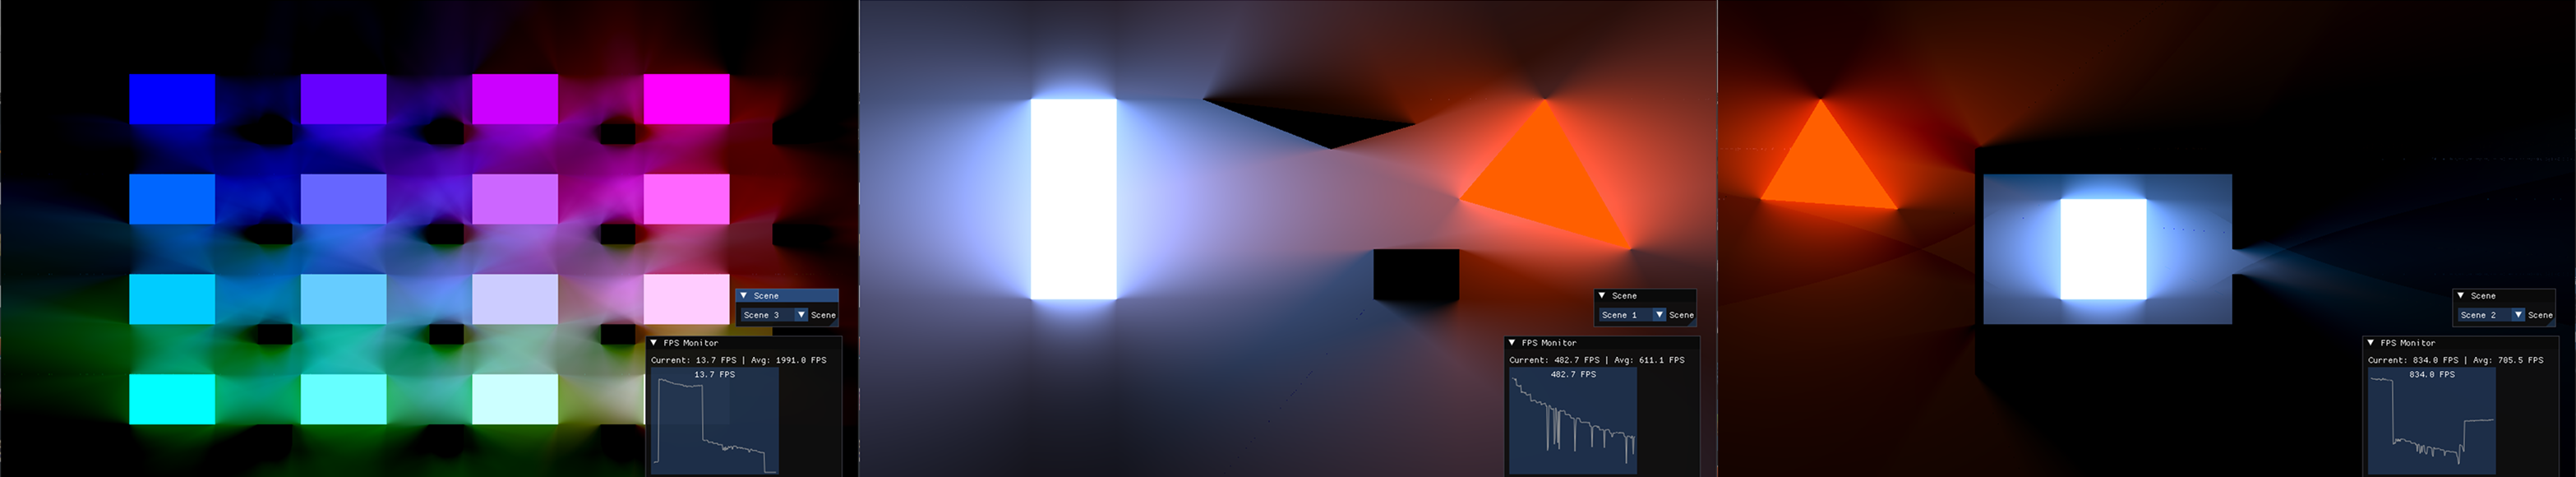 Scene
Scene 3
Scene
FPS Monitor
Current: 13.7 FPS | Avg: 1991.0 FPS
13.7 FPS
Scene
Scene 1
Scene
FPS Monitor
Current: 482.7 FPS | Avg: 611.1 FPS
482.7 FPS
Scene
Scene 2
Scene
FPS Monitor
Current: 834.0 FPS | Avg: 705.5 FPS
834.0 FPS